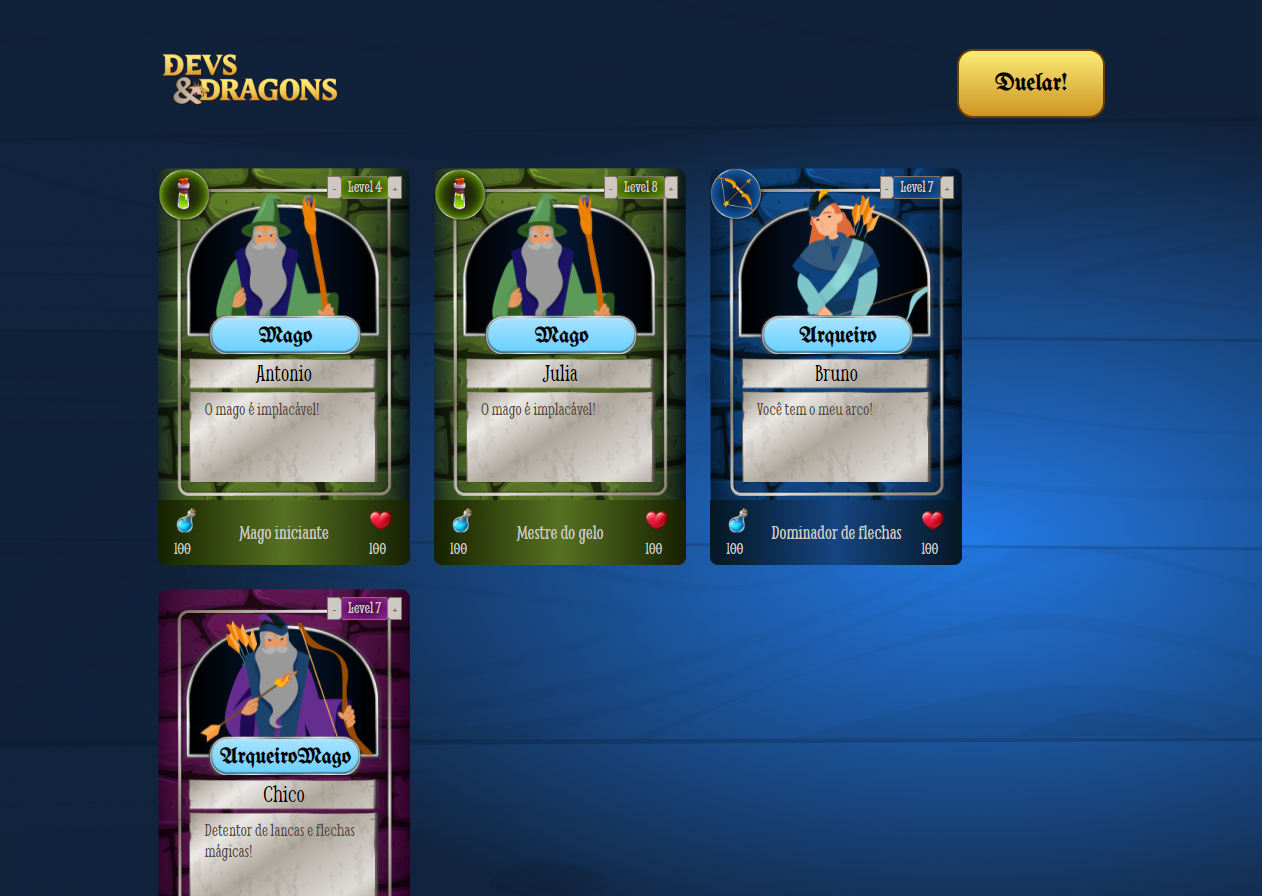 DEVS
&DRAGONS
Duelar!
- Level 4 +
Mago
Antonio
O mago é implacável!
Mago iniciante
100
100
- Level 8 +
Mago
Julia
O mago é implacável!
Mestre do gelo
100
100
- Level 7 +
Arqueiro
Bruno
Você tem o meu arco!
Dominador de flechas
100
100
- Level 7 +
ArqueiroMago
Chico
Detentor de lancas e flechas
mágicas!